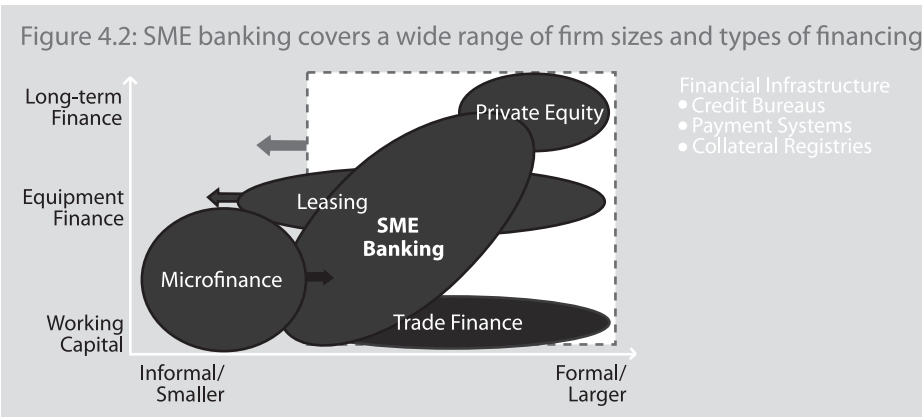 Figure 4.2: SME banking covers a wide range of firm sizes and types of financing
Long-term
Finance
Private Equity
Financial Infrastructure
● Credit Bureaus
● Payment Systems
● Collateral Registries
Equipment
Finance
Leasing
SME
Banking
Microfinance
Working
Capital
Trade Finance
Informal/
Smaller
Formal/
Larger